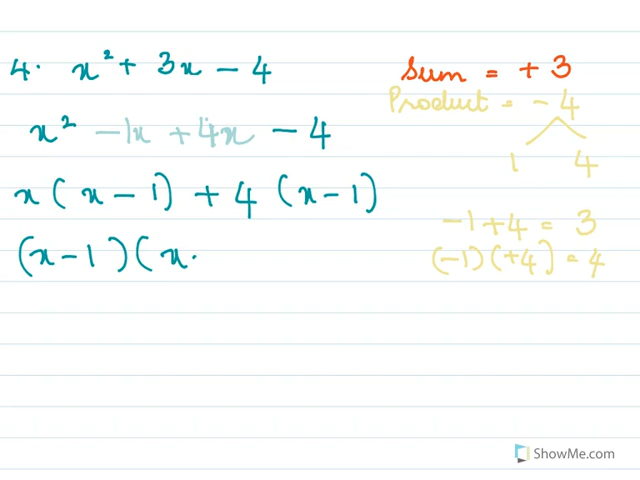 4. x² + 3x - 4
x² - 1x + 4x - 4
x ( x - 1 ) + 4 ( x - 1 )
( x - 1 ) ( x .
Sum = + 3
Product = - 4
1 4
-1 + 4 = 3
(-1) (+4) = 4
ShowMe.com